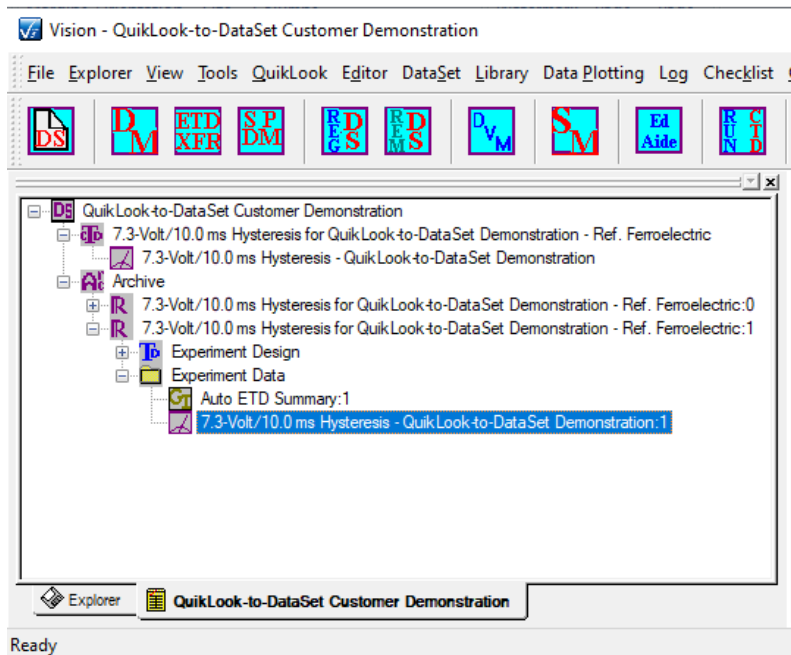 Vision - QuikLook-to-DataSet Customer Demonstration
File Explorer View Tools QuikLook Editor DataSet Library Data Plotting Log Checklist
DS DM ETD XFR SP DM REG DS REM DS DVM SM Ed Aide RUN CTD
DS QuikLook-to-DataSet Customer Demonstration
CTD 7.3-Volt/10.0 ms Hysteresis for QuikLook-to-DataSet Demonstration - Ref. Ferroelectric
7.3-Volt/10.0 ms Hysteresis - QuikLook-to-DataSet Demonstration
Archive
R 7.3-Volt/10.0 ms Hysteresis for QuikLook-to-DataSet Demonstration - Ref. Ferroelectric:0
R 7.3-Volt/10.0 ms Hysteresis for QuikLook-to-DataSet Demonstration - Ref. Ferroelectric:1
TD Experiment Design
Experiment Data
GT Auto ETD Summary:1
7.3-Volt/10.0 ms Hysteresis - QuikLook-to-DataSet Demonstration:1
Explorer QuikLook-to-DataSet Customer Demonstration
Ready